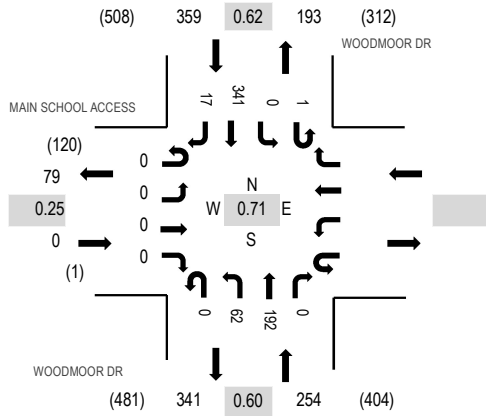 (508) 359 0.62 193 (312)
WOODMOOR DR
17 341 0 1
MAIN SCHOOL ACCESS
(120)
79
0.25
0
(1)
0
0
0
0
N
W 0.71 E
S
0 62 192 0
WOODMOOR DR
(481) 341 0.60 254 (404)